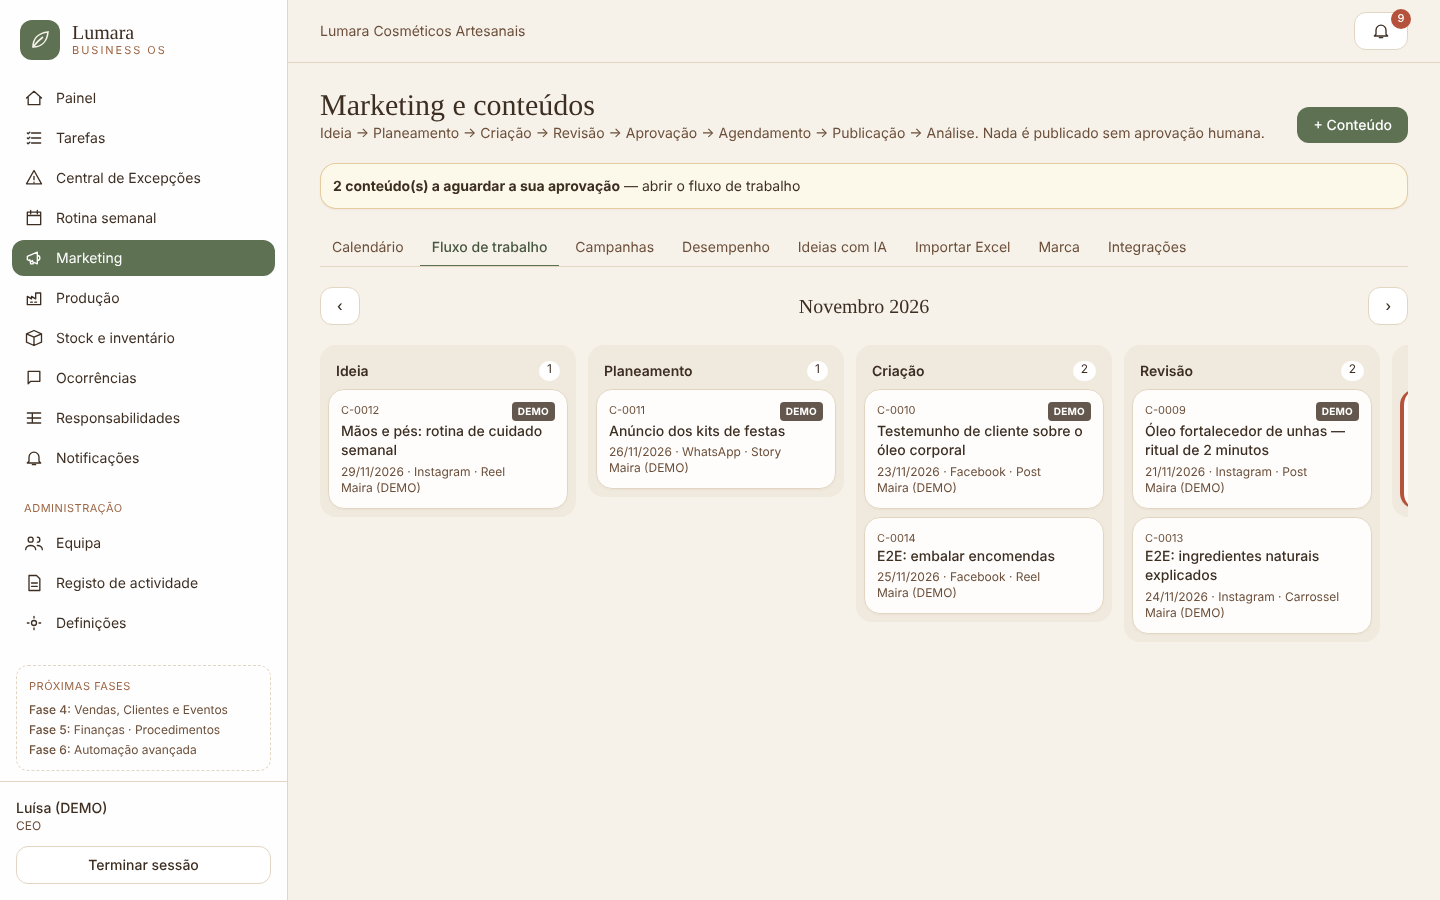 Lumara
BUSINESS OS
Painel
Tarefas
Central de Excepções
Rotina semanal
Marketing
Produção
Stock e inventário
Ocorrências
Responsabilidades
Notificações
ADMINISTRAÇÃO
Equipa
Registo de actividade
Definições
PRÓXIMAS FASES
Fase 4: Vendas, Clientes e Eventos
Fase 5: Finanças · Procedimentos
Fase 6: Automação avançada
Luísa (DEMO)
CEO
Terminar sessão
Lumara Cosméticos Artesanais
9
Marketing e conteúdos
Ideia → Planeamento → Criação → Revisão → Aprovação → Agendamento → Publicação → Análise. Nada é publicado sem aprovação humana.
+ Conteúdo
2 conteúdo(s) a aguardar a sua aprovação — abrir o fluxo de trabalho
Calendário Fluxo de trabalho Campanhas Desempenho Ideias com IA Importar Excel Marca Integrações
‹ Novembro 2026 ›
Ideia 1
C-0012 DEMO
Mãos e pés: rotina de cuidado
semanal
29/11/2026 · Instagram · Reel
Maira (DEMO)
Planeamento 1
C-0011 DEMO
Anúncio dos kits de festas
26/11/2026 · WhatsApp · Story
Maira (DEMO)
Criação 2
C-0010 DEMO
Testemunho de cliente sobre o
óleo corporal
23/11/2026 · Facebook · Post
Maira (DEMO)
C-0014
E2E: embalar encomendas
25/11/2026 · Facebook · Reel
Maira (DEMO)
Revisão 2
C-0009 DEMO
Óleo fortalecedor de unhas —
ritual de 2 minutos
21/11/2026 · Instagram · Post
Maira (DEMO)
C-0013
E2E: ingredientes naturais
explicados
24/11/2026 · Instagram · Carrossel
Maira (DEMO)